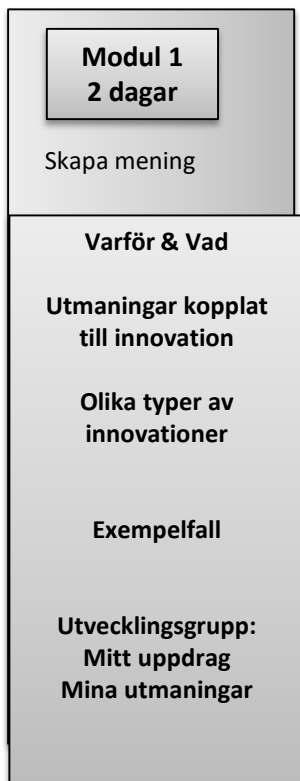 Modul 1
2 dagar
Skapa mening
Varför & Vad
Utmaningar kopplat
till innovation
Olika typer av
innovationer
Exempelfall
Utvecklingsgrupp:
Mitt uppdrag
Mina utmaningar